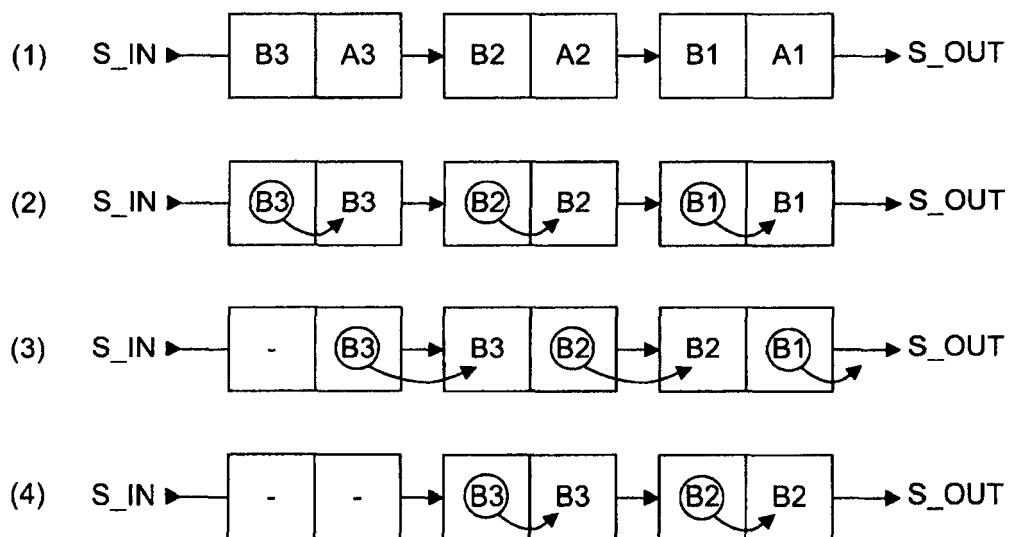 (1) S_IN B3 A3 B2 A2 B1 A1 S_OUT
(2) S_IN B3 B3 B2 B2 B1 B1 S_OUT
(3) S_IN - B3 B3 B2 B2 B1 S_OUT
(4) S_IN - - B3 B3 B2 B2 S_OUT